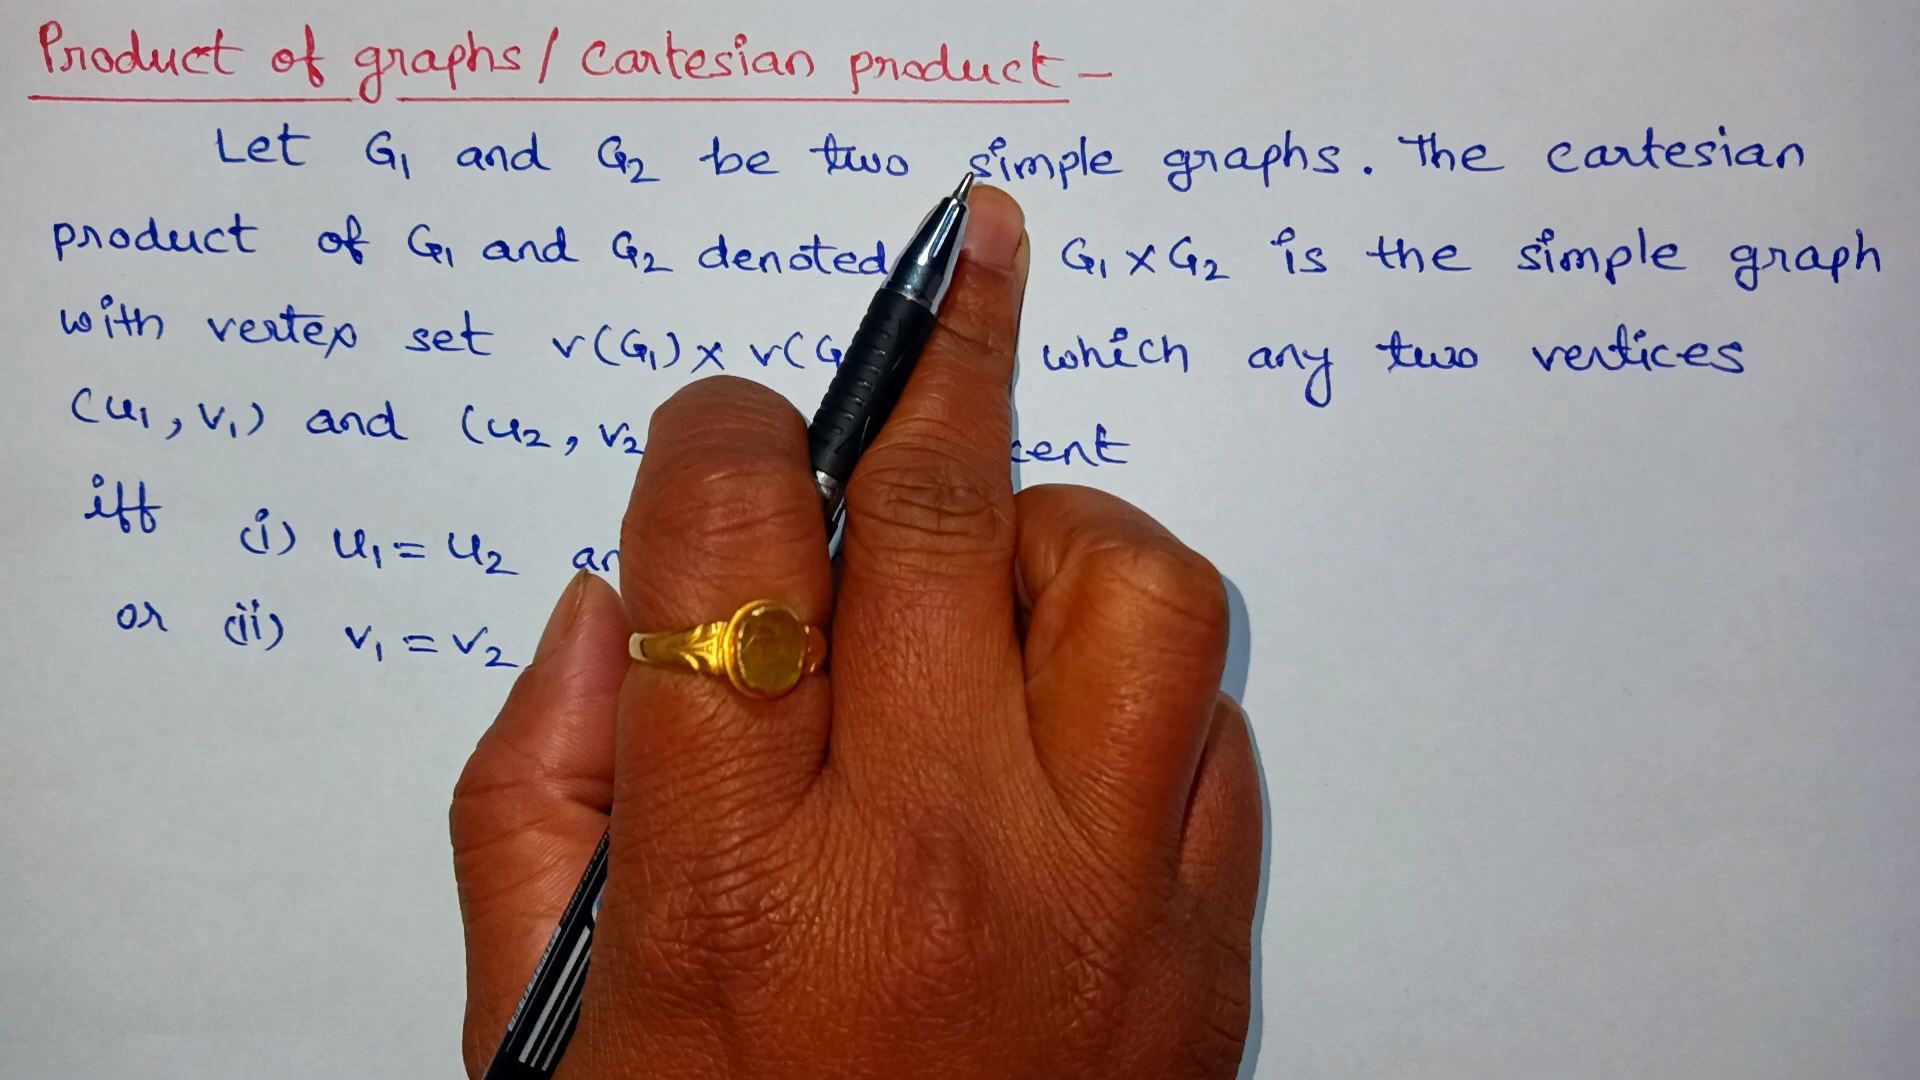 Product of graphs / Cartesian product -
Let G₁ and G₂ be two simple graphs. The cartesian
product of G₁ and G₂ denoted G₁ x G₂ is the simple graph
with vertex set v(G₁) x v(G which any two vertices
(u₁, v₁) and (u₂, v₂ cent
iff (i) u₁ = u₂ an
or (ii) v₁ = v₂